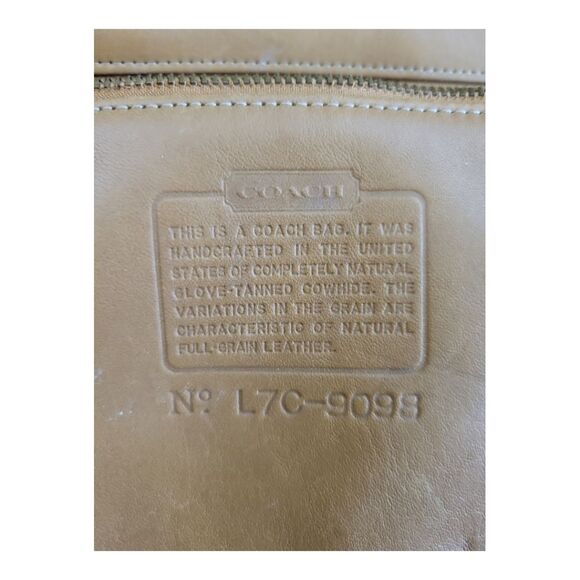 COACH
THIS IS A COACH BAG. IT WAS
HANDCRAFTED IN THE UNITED
STATES OF COMPLETELY NATURAL
GLOVE-TANNED COWHIDE. THE
VARIATIONS IN THE GRAIN ARE
CHARACTERISTIC OF NATURAL
FULL-GRAIN LEATHER.
Nº L7C-9098